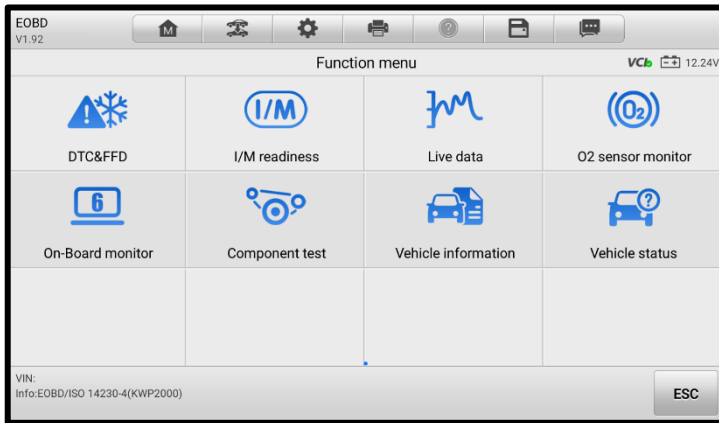 EOBD
V1.92
M
?
Function menu
VCI
12.24V
I/M
O2
DTC&FFD
I/M readiness
Live data
O2 sensor monitor
6
?
On-Board monitor
Component test
Vehicle information
Vehicle status
VIN:
Info:EOBD/ISO 14230-4(KWP2000)
ESC